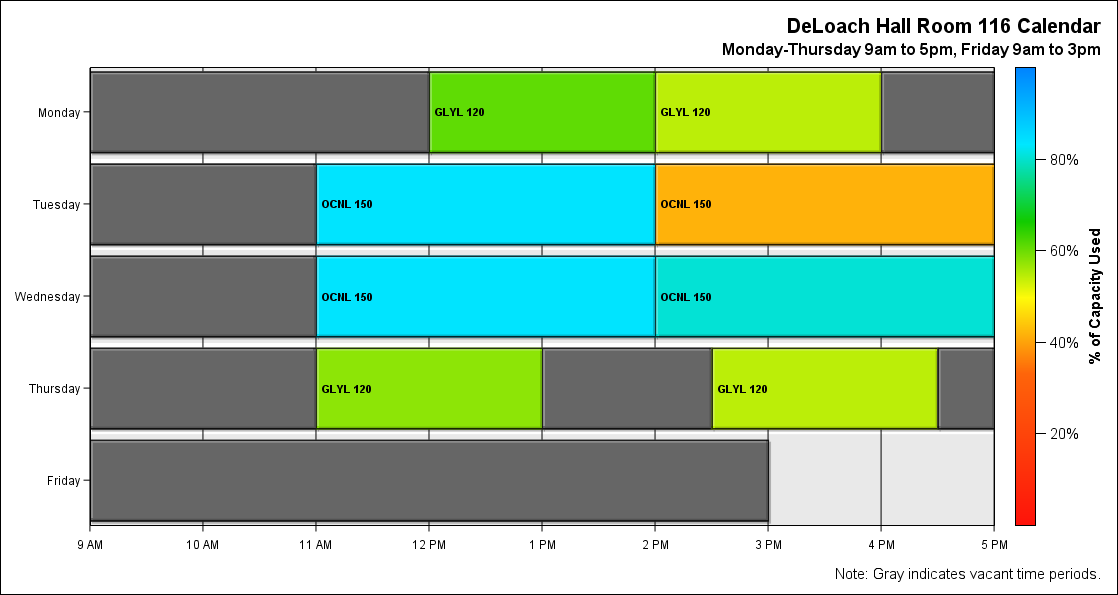 DeLoach Hall Room 116 Calendar
Monday-Thursday 9am to 5pm, Friday 9am to 3pm
Monday
GLYL 120
GLYL 120
Tuesday
OCNL 150
OCNL 150
Wednesday
OCNL 150
OCNL 150
Thursday
GLYL 120
GLYL 120
Friday
9 AM
10 AM
11 AM
12 PM
1 PM
2 PM
3 PM
4 PM
5 PM
80%
60%
40%
20%
% of Capacity Used
Note: Gray indicates vacant time periods.